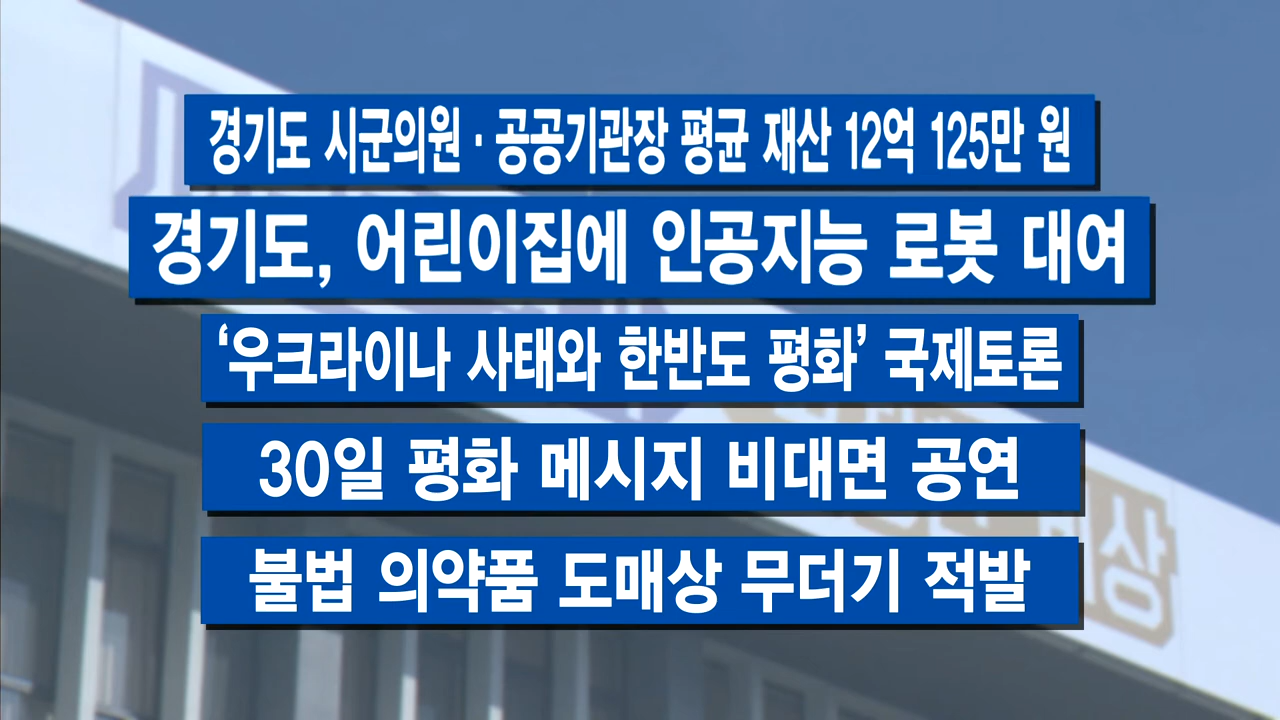 경기도 시군의원·공공기관장 평균 재산 12억 125만 원
경기도, 어린이집에 인공지능 로봇 대여
‘우크라이나 사태와 한반도 평화’ 국제토론
30일 평화 메시지 비대면 공연
불법 의약품 도매상 무더기 적발
상